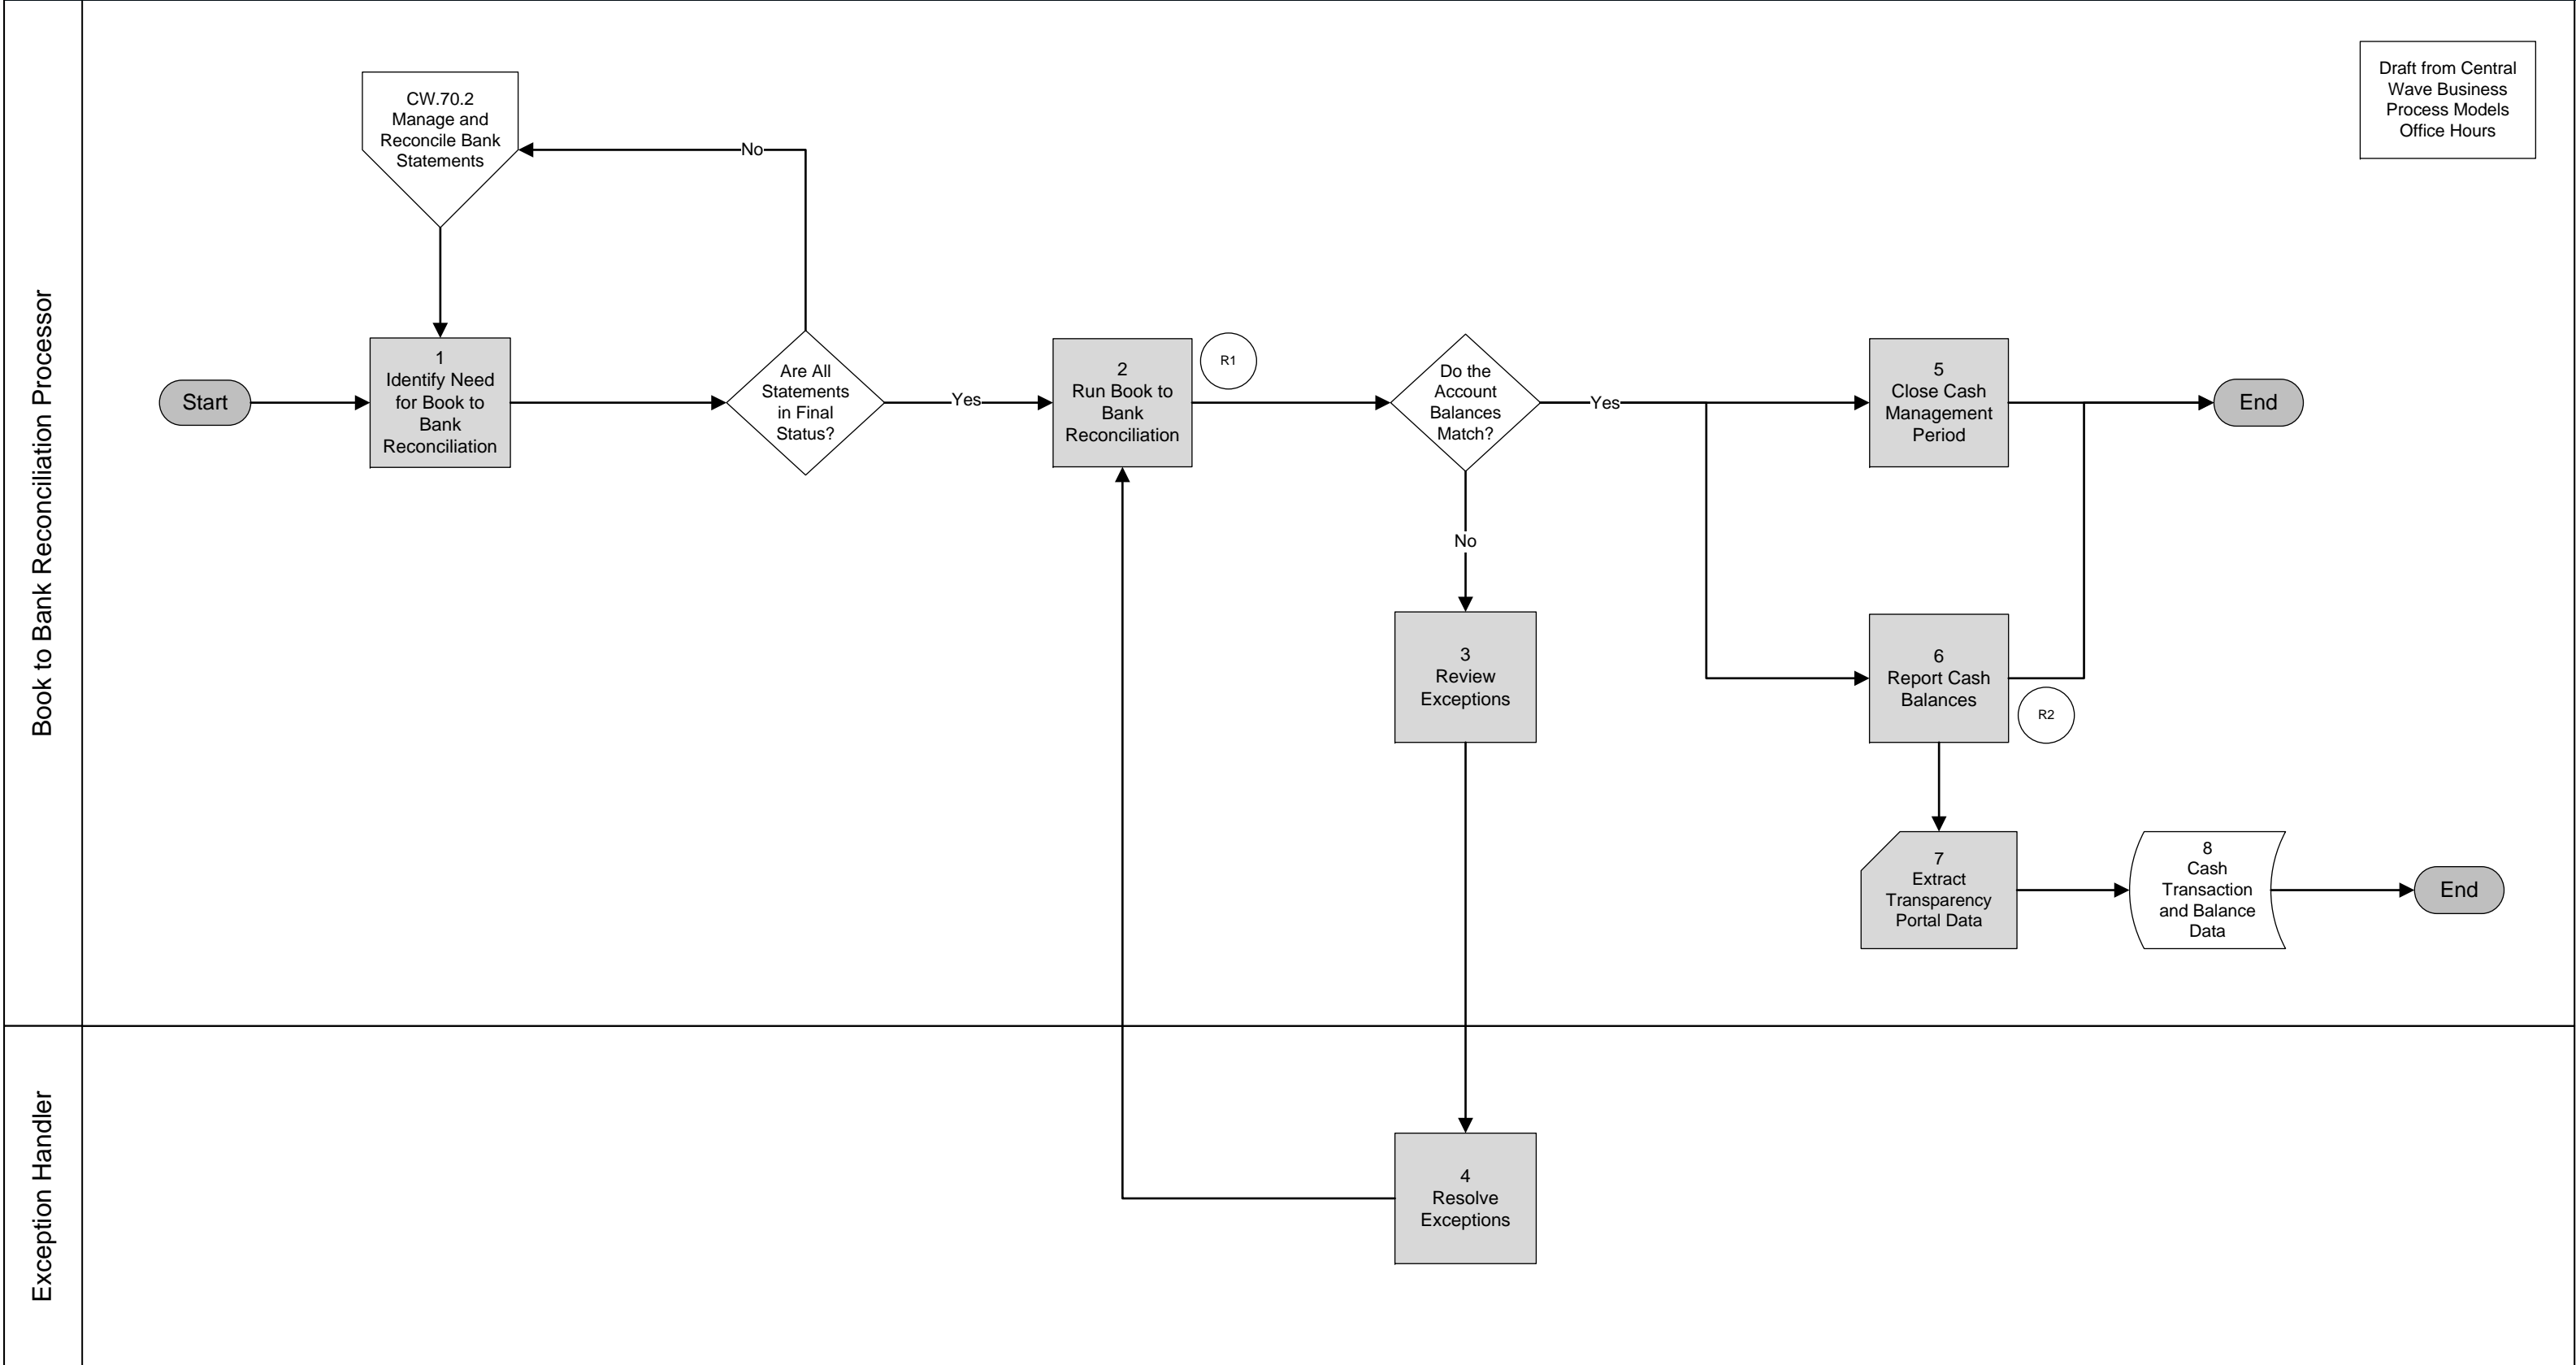 Book to Bank Reconciliation Processor
Draft from Central
Wave Business
Process Models
Office Hours
CW.70.2
Manage and
Reconcile Bank
Statements
No
Start
1
Identify Need
for Book to
Bank
Reconciliation
Are All
Statements
in Final
Status?
Yes
2
Run Book to
Bank
Reconciliation
R1
Do the
Account
Balances
Match?
Yes
5
Close Cash
Management
Period
End
No
3
Review
Exceptions
6
Report Cash
Balances
R2
7
Extract
Transparency
Portal Data
8
Cash
Transaction
and Balance
Data
End
Exception Handler
4
Resolve
Exceptions